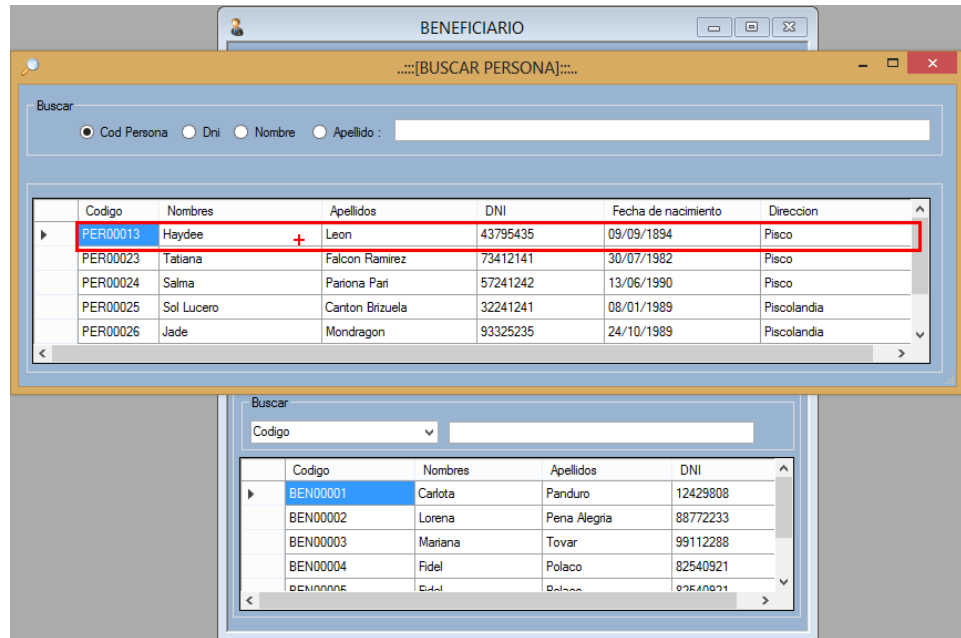 BENEFICIARIO
..:::[BUSCAR PERSONA]:::..
Buscar
Cod Persona Dni Nombre Apellido :
Codigo Nombres Apellidos DNI Fecha de nacimiento Direccion
PER00013 Haydee Leon 43795435 09/09/1894 Pisco
PER00023 Tatiana Falcon Ramirez 73412141 30/07/1982 Pisco
PER00024 Salma Pariona Pari 57241242 13/06/1990 Pisco
PER00025 Sol Lucero Canton Brizuela 32241241 08/01/1989 Piscolandia
PER00026 Jade Mondragon 93325235 24/10/1989 Piscolandia
Buscar
Codigo
Codigo Nombres Apellidos DNI
BEN00001 Carlota Panduro 12429808
BEN00002 Lorena Pena Alegria 88772233
BEN00003 Mariana Tovar 99112288
BEN00004 Fidel Polaco 82540921
BEN00005 Fidel Polaco 82540921